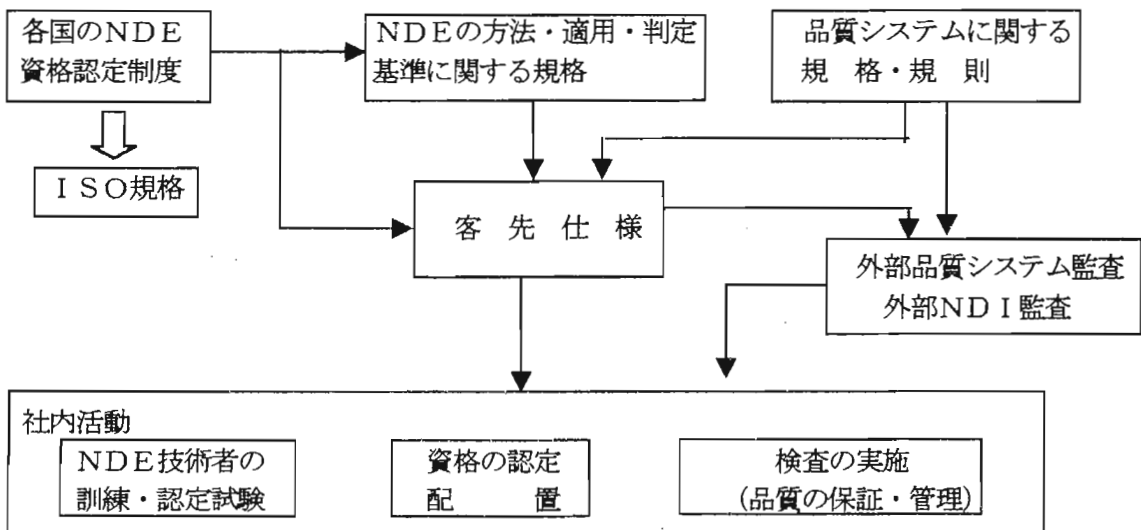 各国のＮＤＥ
資格認定制度
ＮＤＥの方法・適用・判定
基準に関する規格
品質システムに関する
規　格・規　則
ＩＳＯ規格
客　先　仕　様
外部品質システム監査
外部ＮＤＩ監査
社内活動
ＮＤＥ技術者の
訓練・認定試験
資格の認定
配　　　置
検査の実施
(品質の保証・管理)